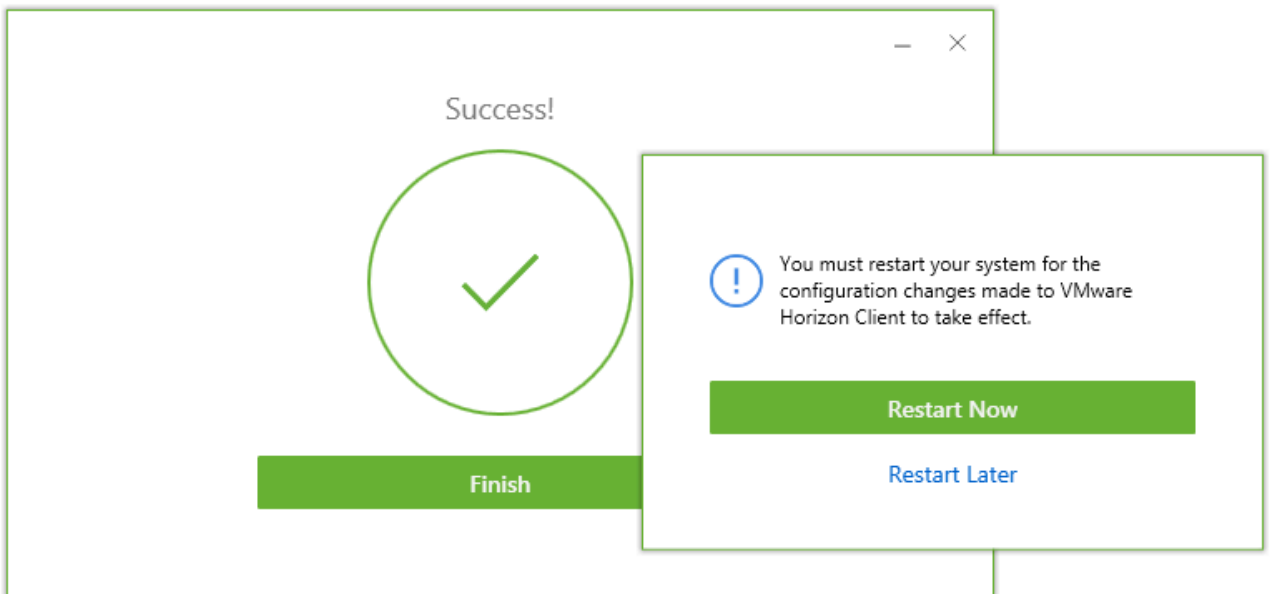 Success!
Finish
You must restart your system for the
configuration changes made to VMware
Horizon Client to take effect.
Restart Now
Restart Later